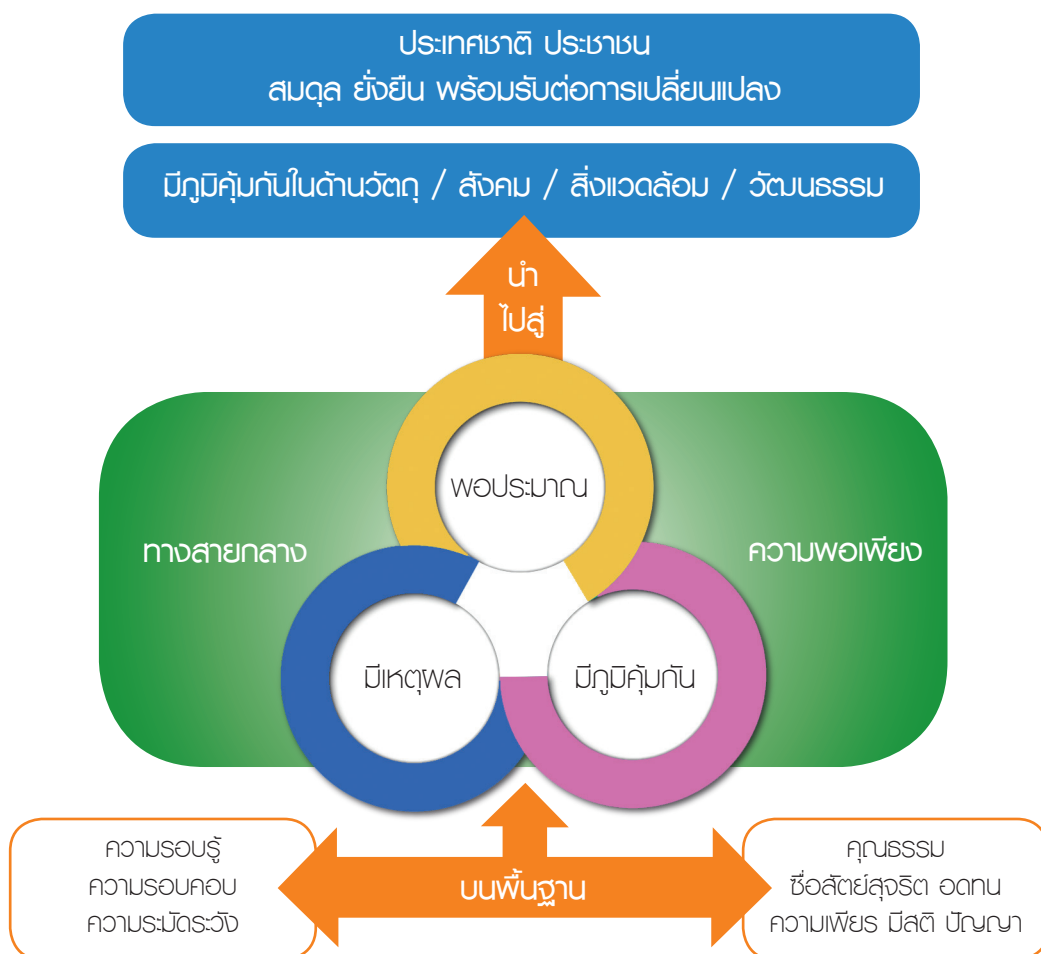 ประเทศชาติ ประชาชน
สมดุล ยั่งยืน พร้อมรับต่อการเปลี่ยนแปลง
มีภูมิคุ้มกันในด้านวัตถุ / สังคม / สิ่งแวดล้อม / วัฒนธรรม
นำ
ไปสู่
พอประมาณ
ทางสายกลาง
ความพอเพียง
มีเหตุผล
มีภูมิคุ้มกัน
ความรอบรู้
ความรอบคอบ
ความระมัดระวัง
บนพื้นฐาน
คุณธรรม
ซื่อสัตย์สุจริต อดทน
ความเพียร มีสติ ปัญญา